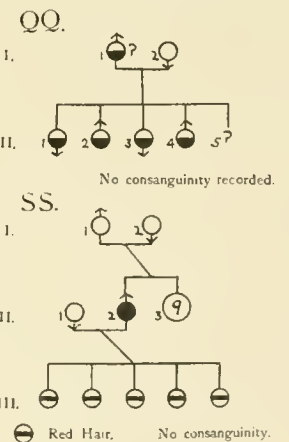 QQ.
I.
1 ? 2
II.
1 2 3 4 5?
No consanguinity recorded.
SS.
I.
1 2
II.
1 2 3 9
III.
Red Hair. No consanguinity.